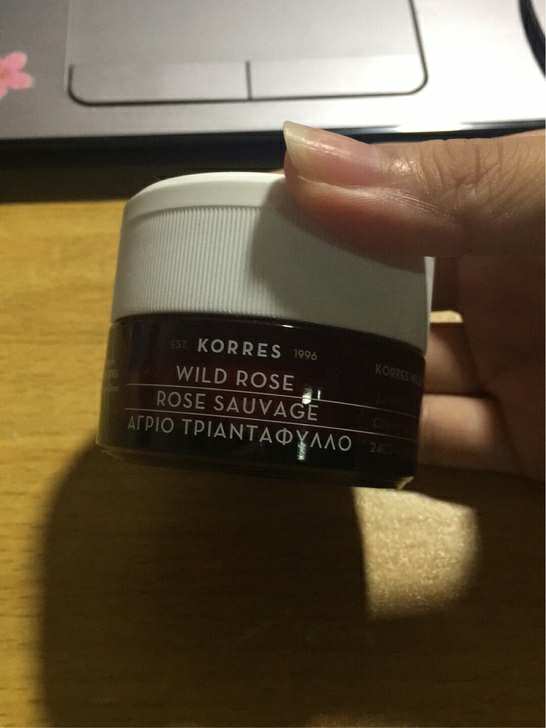 EST. KORRES 1996
WILD ROSE
ROSE SAUVAGE
ΑΓΡΙΟ ΤΡΙΑΝΤΑΦΥΛΛΟ
KORRES